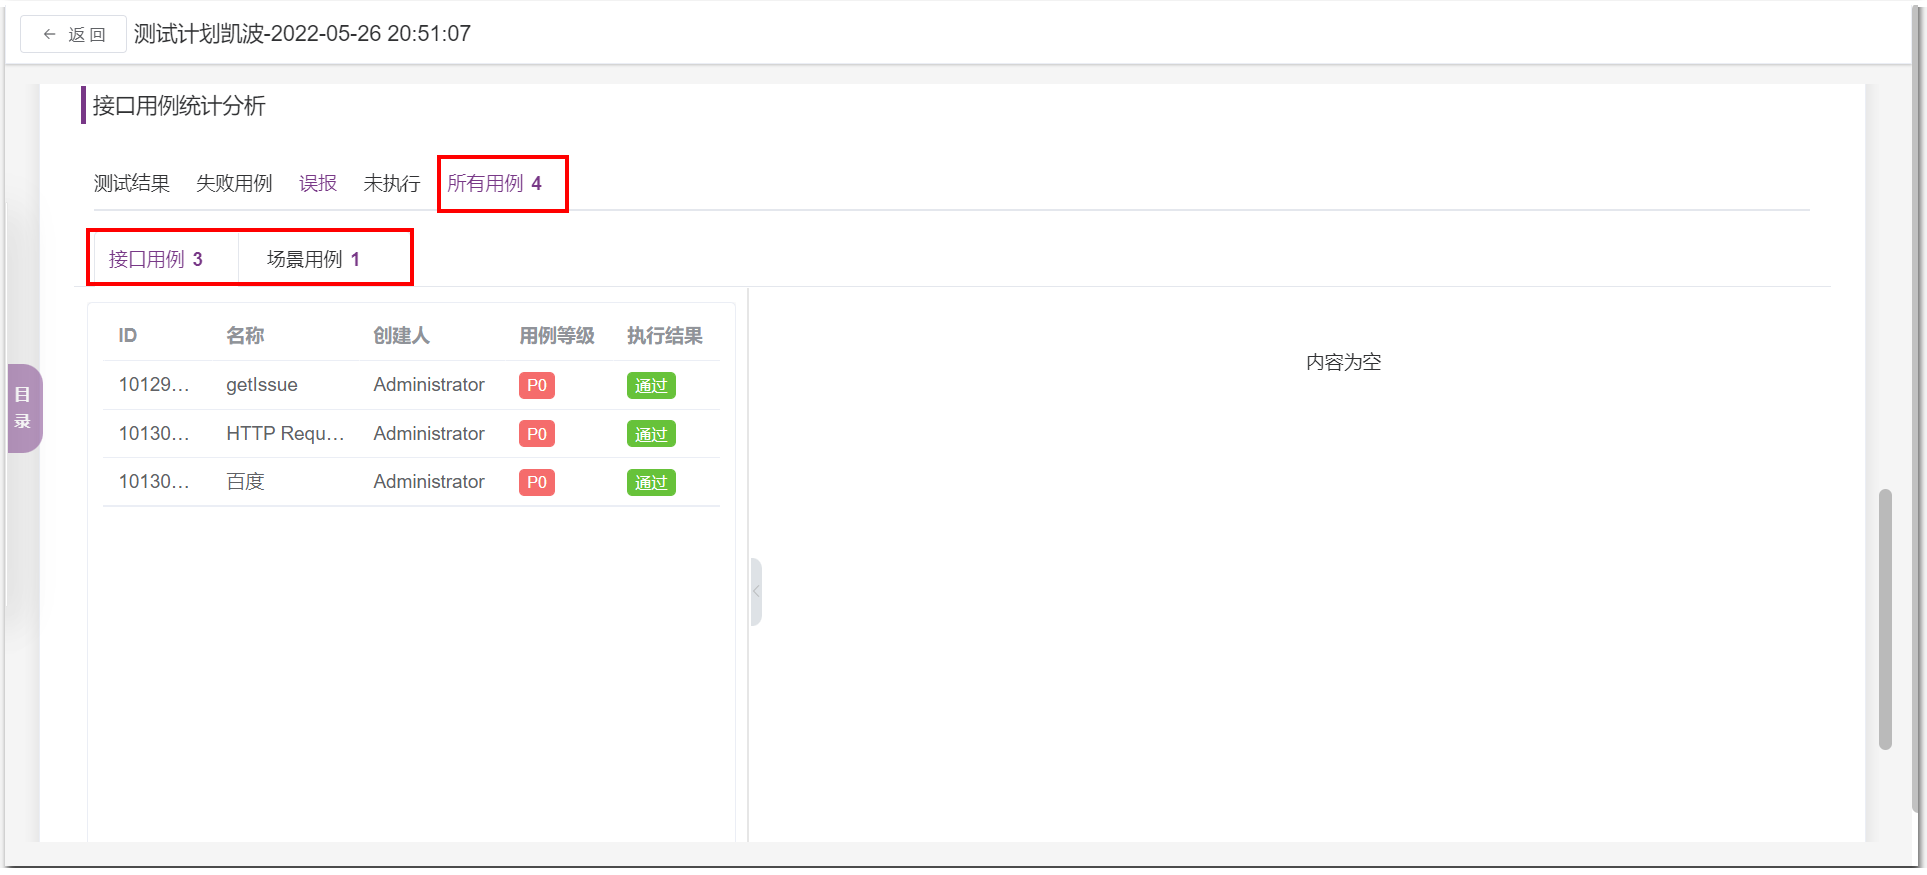 ← 返 回 测试计划凯波-2022-05-26 20:51:07
接口用例统计分析
测试结果 失败用例 误报 未执行 所有用例 4
接口用例 3 场景用例 1
ID 名称 创建人 用例等级 执行结果
内容为空
10129... getIssue Administrator P0 通过
目录
10130... HTTP Requ... Administrator P0 通过
10130... 百度 Administrator P0 通过